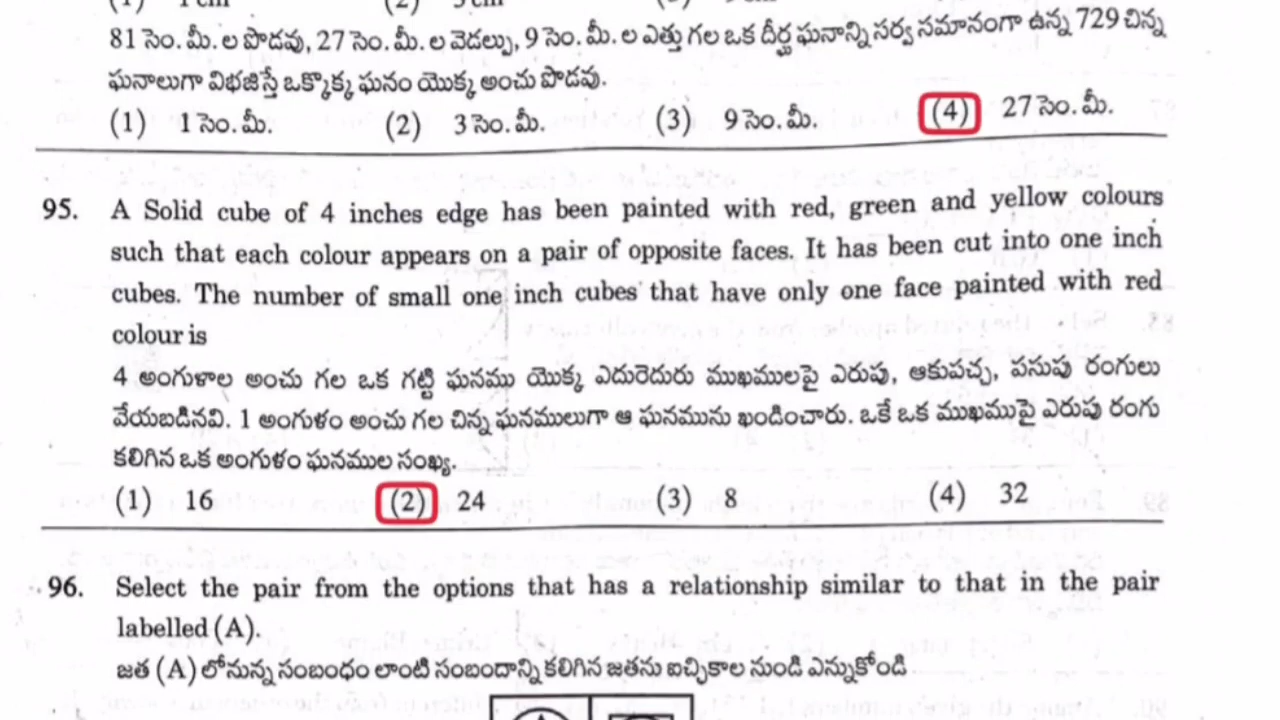 81 సెం.మీ. ల పొడవు, 27 సెం.మీ. ల వెడల్పు, 9 సెం.మీ. ల ఎత్తు గల ఒక దీర్ఘ ఘనాన్ని సర్వ సమానంగా ఉన్న 729 చిన్న
ఘనాలుగా విభజిస్తే ఒక్కొక్క ఘనం యొక్క అంచు పొడవు.
(1) 1 సెం.మీ. (2) 3 సెం.మీ. (3) 9 సెం.మీ. (4) 27 సెం.మీ.
95. A Solid cube of 4 inches edge has been painted with red, green and yellow colours
such that each colour appears on a pair of opposite faces. It has been cut into one inch
cubes. The number of small one inch cubes that have only one face painted with red
colour is
4 అంగుళాల అంచు గల ఒక గట్టి ఘనము యొక్క ఎదురెదురు ముఖములపై ఎరుపు, ఆకుపచ్చ, పసుపు రంగులు
వేయబడినవి. 1 అంగుళం అంచు గల చిన్న ఘనములుగా ఆ ఘనమును ఖండించారు. ఒకే ఒక ముఖముపై ఎరుపు రంగు
కలిగిన ఒక అంగుళం ఘనముల సంఖ్య.
(1) 16 (2) 24 (3) 8 (4) 32
96. Select the pair from the options that has a relationship similar to that in the pair
labelled (A).
జత (A) లోనున్న సంబంధం లాంటి సంబందాన్ని కలిగిన జతను ఐచ్ఛికాల నుండి ఎన్నుకోండి